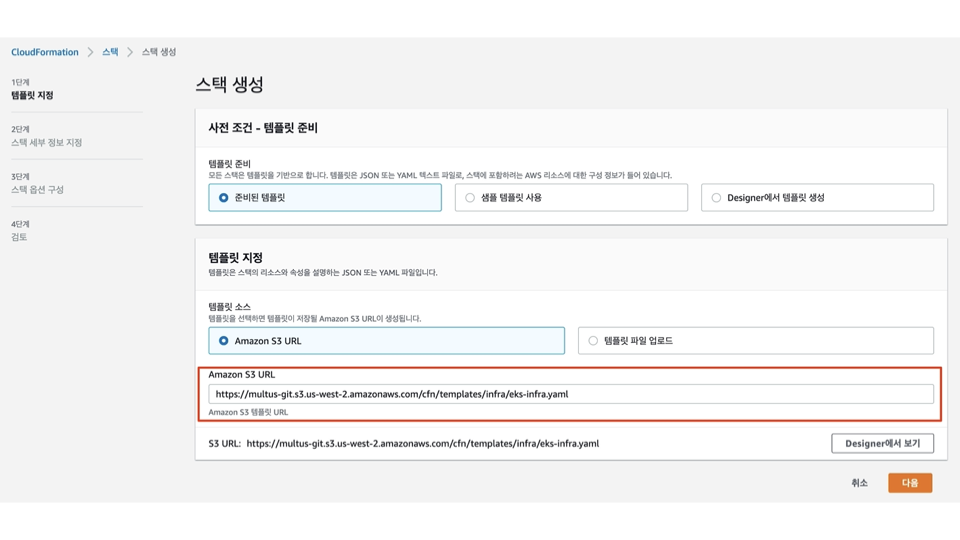 CloudFormation > 스택 > 스택 생성
1단계
템플릿 지정
2단계
스택 세부 정보 지정
3단계
스택 옵션 구성
4단계
검토
스택 생성
사전 조건 - 템플릿 준비
템플릿 준비
모든 스택은 템플릿을 기반으로 합니다. 템플릿은 JSON 또는 YAML 텍스트 파일로, 스택에 포함하려는 AWS 리소스에 대한 구성 정보가 들어 있습니다.
준비된 템플릿 샘플 템플릿 사용 Designer에서 템플릿 생성
템플릿 지정
템플릿은 스택의 리소스와 속성을 설명하는 JSON 또는 YAML 파일입니다.
템플릿 소스
템플릿을 선택하면 템플릿이 저장될 Amazon S3 URL이 생성됩니다.
Amazon S3 URL 템플릿 파일 업로드
Amazon S3 URL
https://multus-git.s3.us-west-2.amazonaws.com/cfn/templates/infra/eks-infra.yaml
Amazon S3 템플릿 URL
S3 URL: https://multus-git.s3.us-west-2.amazonaws.com/cfn/templates/infra/eks-infra.yaml Designer에서 보기
취소 다음